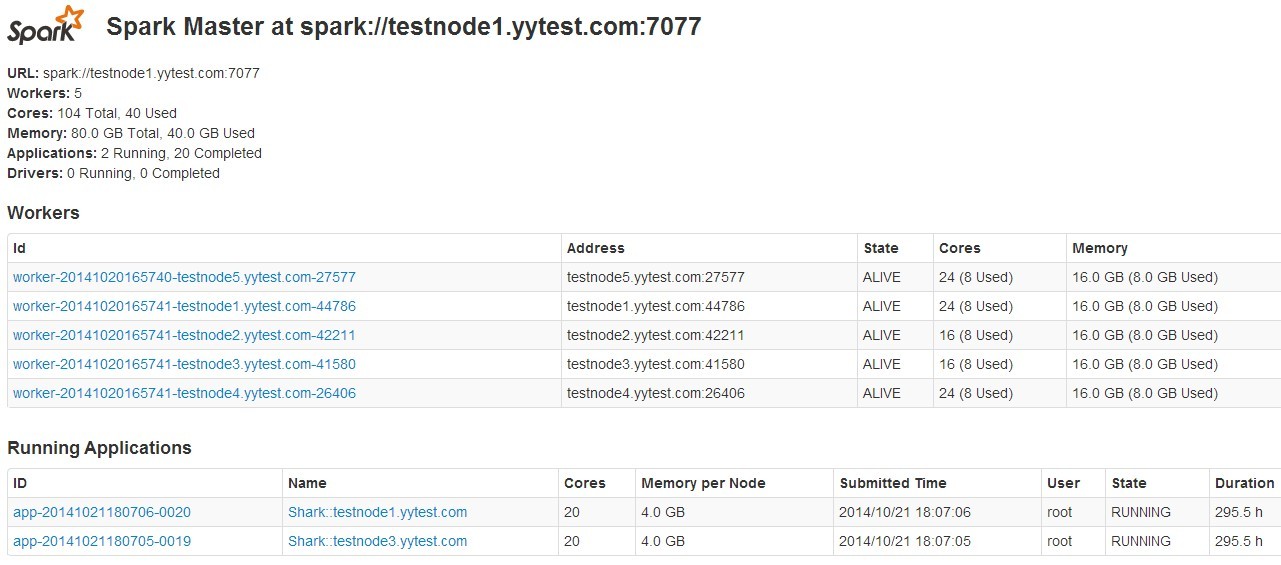 Spark Spark Master at spark://testnode1.yytest.com:7077
URL: spark://testnode1.yytest.com:7077
Workers: 5
Cores: 104 Total, 40 Used
Memory: 80.0 GB Total, 40.0 GB Used
Applications: 2 Running, 20 Completed
Drivers: 0 Running, 0 Completed
Workers
Id Address State Cores Memory
worker-20141020165740-testnode5.yytest.com-27577 testnode5.yytest.com:27577 ALIVE 24 (8 Used) 16.0 GB (8.0 GB Used)
worker-20141020165741-testnode1.yytest.com-44786 testnode1.yytest.com:44786 ALIVE 24 (8 Used) 16.0 GB (8.0 GB Used)
worker-20141020165741-testnode2.yytest.com-42211 testnode2.yytest.com:42211 ALIVE 16 (8 Used) 16.0 GB (8.0 GB Used)
worker-20141020165741-testnode3.yytest.com-41580 testnode3.yytest.com:41580 ALIVE 16 (8 Used) 16.0 GB (8.0 GB Used)
worker-20141020165741-testnode4.yytest.com-26406 testnode4.yytest.com:26406 ALIVE 24 (8 Used) 16.0 GB (8.0 GB Used)
Running Applications
ID Name Cores Memory per Node Submitted Time User State Duration
app-20141021180706-0020 Shark::testnode1.yytest.com 20 4.0 GB 2014/10/21 18:07:06 root RUNNING 295.5 h
app-20141021180705-0019 Shark::testnode3.yytest.com 20 4.0 GB 2014/10/21 18:07:05 root RUNNING 295.5 h